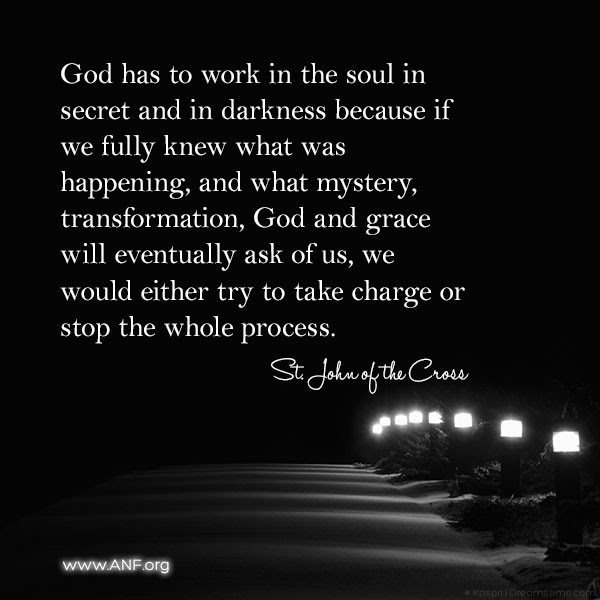 God has to work in the soul in
secret and in darkness because if
we fully knew what was
happening, and what mystery,
transformation, God and grace
will eventually ask of us, we
would either try to take charge or
stop the whole process.
St. John of the Cross
www.ANF.org
© Kaspri | Dreamstime.com